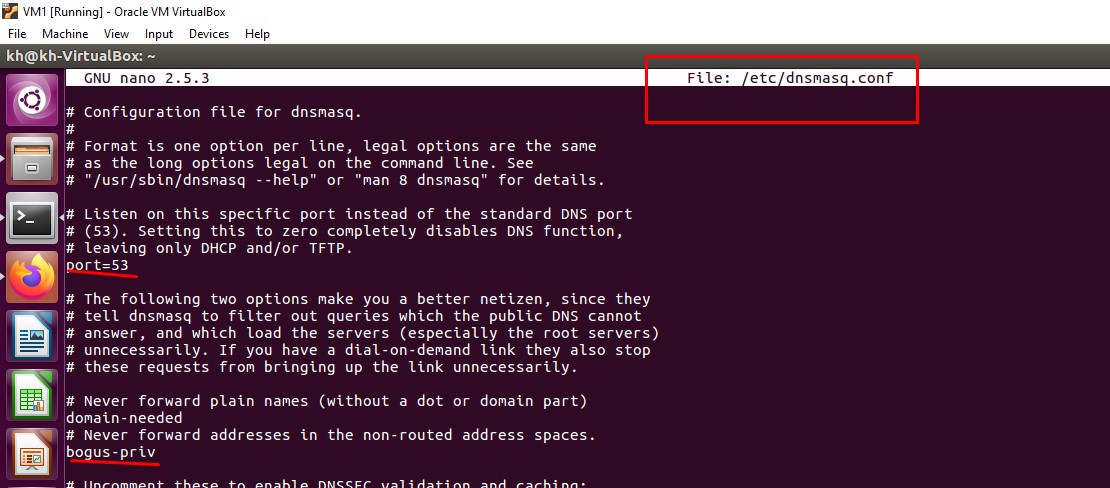 VM1 [Running] - Oracle VM VirtualBox
File Machine View Input Devices Help
kh@kh-VirtualBox: ~
GNU nano 2.5.3 File: /etc/dnsmasq.conf
# Configuration file for dnsmasq.
#
# Format is one option per line, legal options are the same
# as the long options legal on the command line. See
# "/usr/sbin/dnsmasq --help" or "man 8 dnsmasq" for details.
# Listen on this specific port instead of the standard DNS port
# (53). Setting this to zero completely disables DNS function,
# leaving only DHCP and/or TFTP.
port=53
# The following two options make you a better netizen, since they
# tell dnsmasq to filter out queries which the public DNS cannot
# answer, and which load the servers (especially the root servers)
# unnecessarily. If you have a dial-on-demand link they also stop
# these requests from bringing up the link unnecessarily.
# Never forward plain names (without a dot or domain part)
domain-needed
# Never forward addresses in the non-routed address spaces.
bogus-priv
# Uncomment these to enable DNSSEC validation and caching: